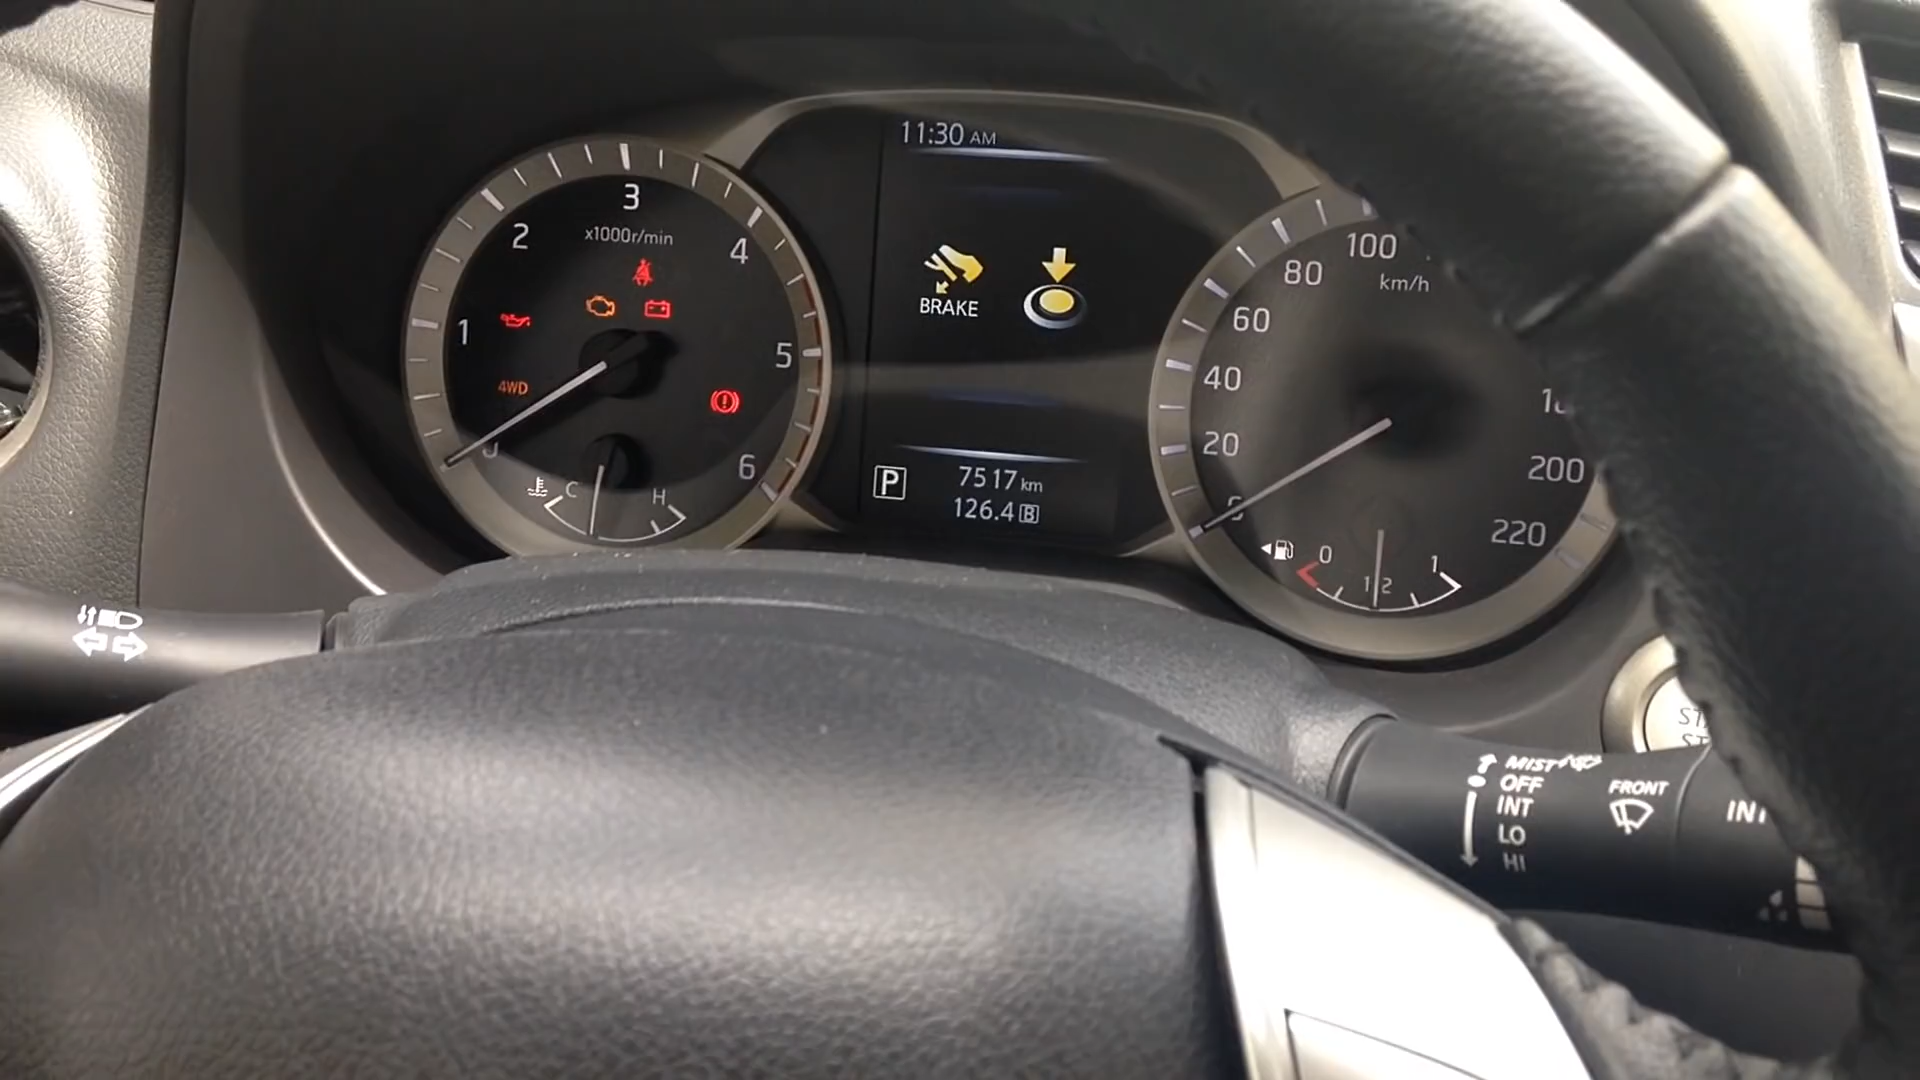 11:30 AM
3
x1000r/min
2
4
1
5
4WD
6
C
H
BRAKE
P
7517 km
126.4 B
100
km/h
80
60
40
20
200
220
0
1/2
1
MIST
OFF
INT
LO
HI
FRONT